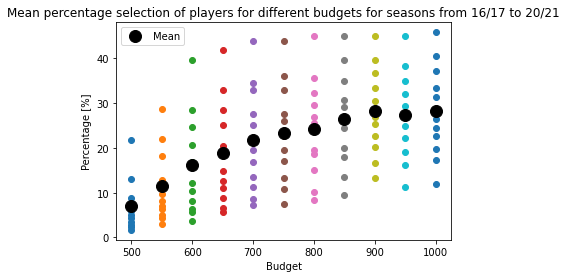 Mean percentage selection of players for different budgets for seasons from 16/17 to 20/21
Mean
Percentage [%]
40
30
20
10
0
500 600 700 800 900 1000
Budget